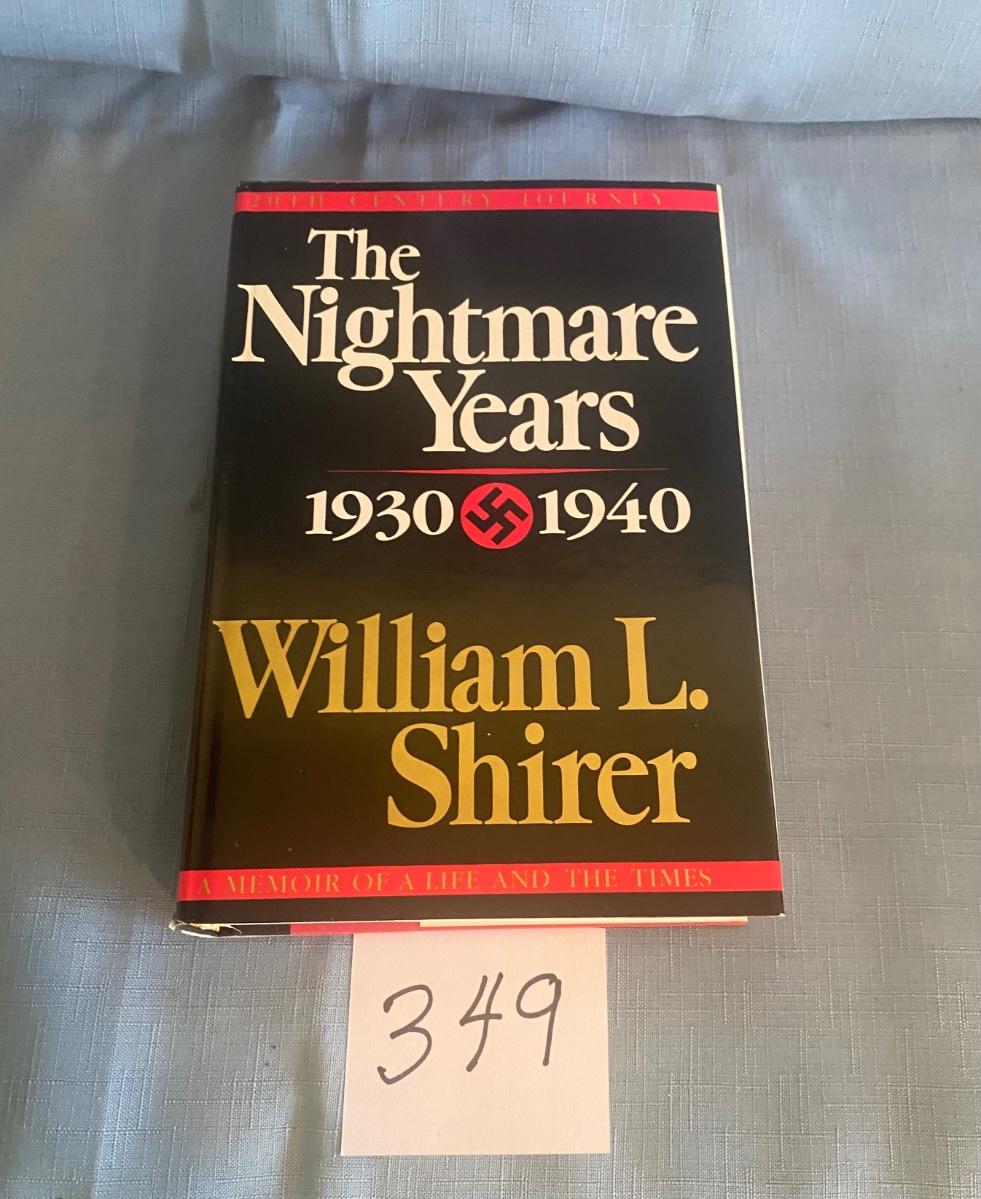 20TH CENTURY JOURNEY
The
Nightmare
Years
1930 1940
William L.
Shirer
A MEMOIR OF A LIFE AND THE TIMES
349